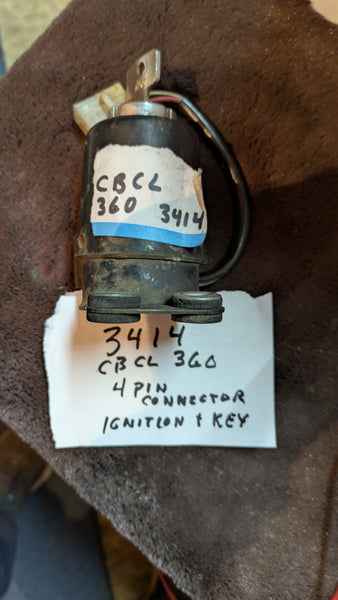 CBCL
360 3414
3414
CBCL 360
4 PIN
CONNECTOR
IGNITION + KEY